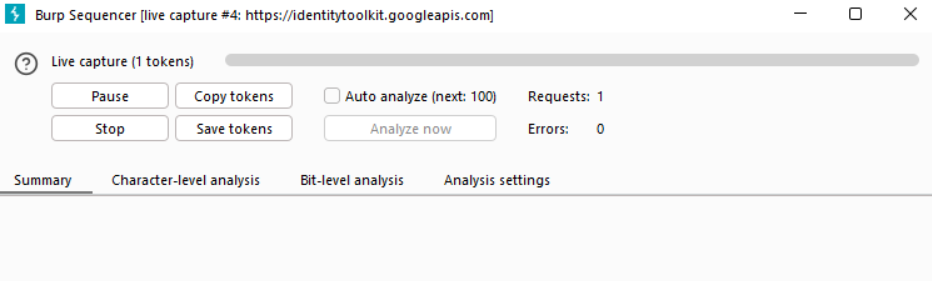 Burp Sequencer [live capture #4: https://identitytoolkit.googleapis.com]
Live capture (1 tokens)
Pause Copy tokens Auto analyze (next: 100) Requests: 1
Stop Save tokens Analyze now Errors: 0
Summary Character-level analysis Bit-level analysis Analysis settings